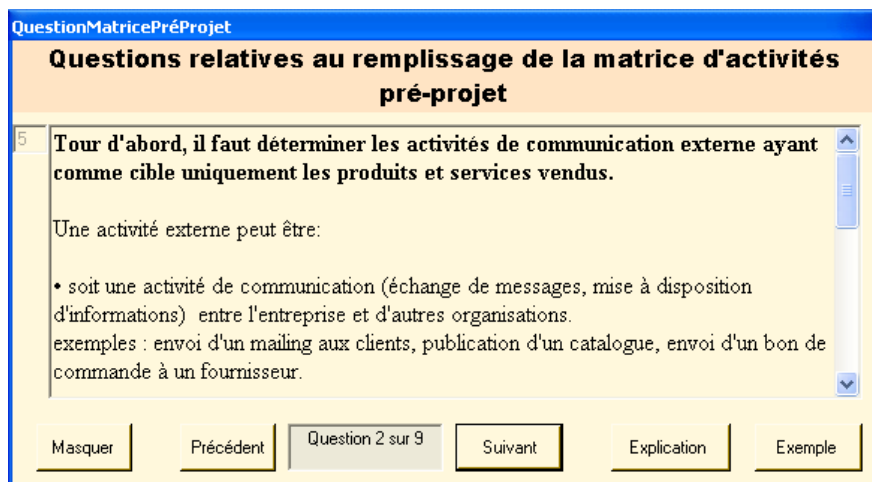 QuestionMatricePréProjet
Questions relatives au remplissage de la matrice d'activités
pré-projet
5
Tour d'abord, il faut déterminer les activités de communication externe ayant
comme cible uniquement les produits et services vendus.
Une activité externe peut être:
• soit une activité de communication (échange de messages, mise à disposition
d'informations) entre l'entreprise et d'autres organisations.
exemples : envoi d'un mailing aux clients, publication d'un catalogue, envoi d'un bon de
commande à un fournisseur.
Masquer Précédent Question 2 sur 9 Suivant Explication Exemple